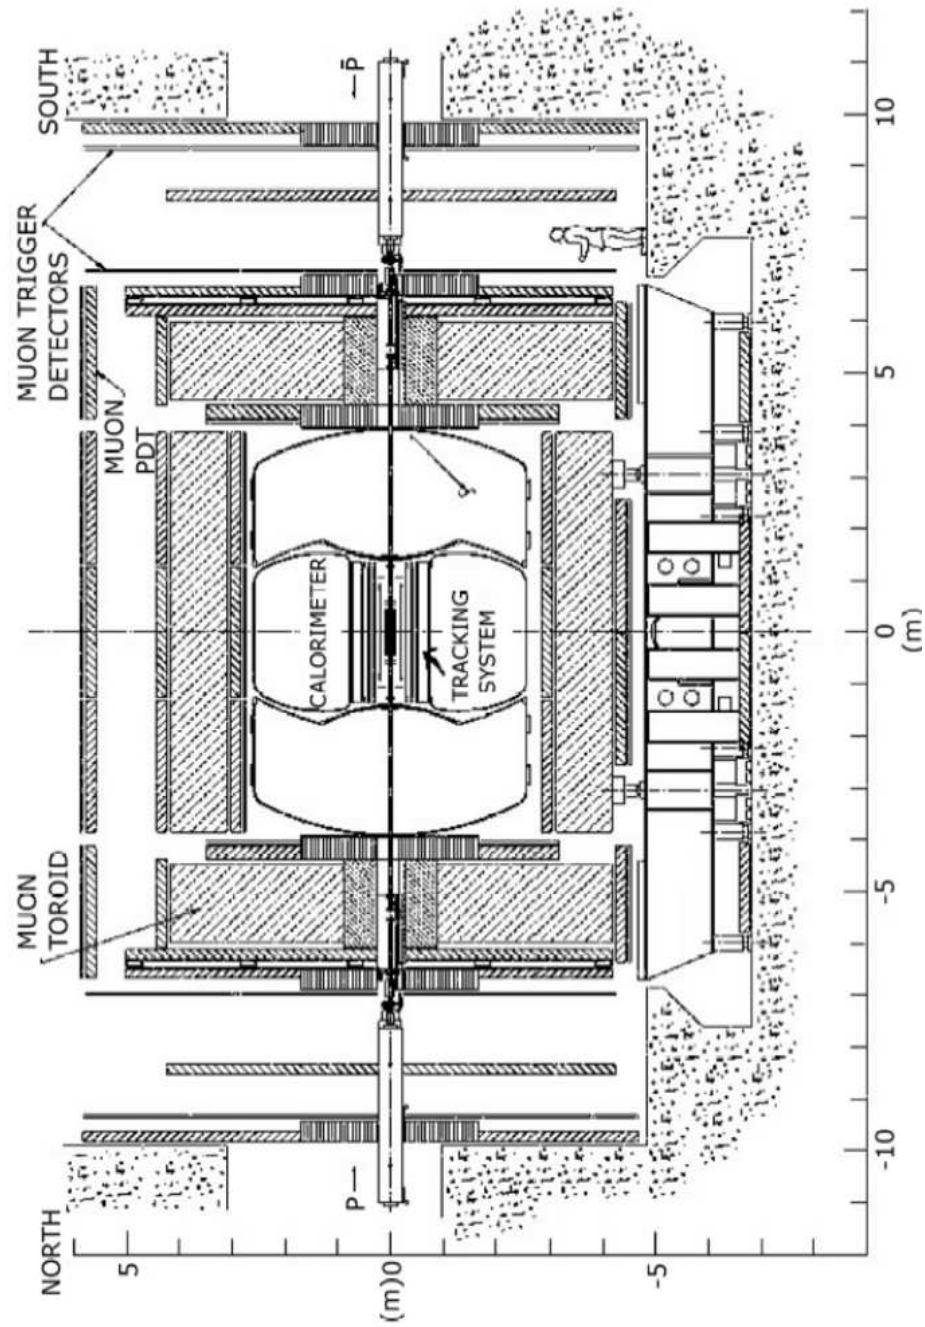 NORTH
SOUTH
MUON
TOROID
MUON
PDT
MUON TRIGGER
DETECTORS
P →
← P̄
CALORIMETER
TRACKING
SYSTEM
5
0
(m)
-5
-10
-5
0
5
10
(m)